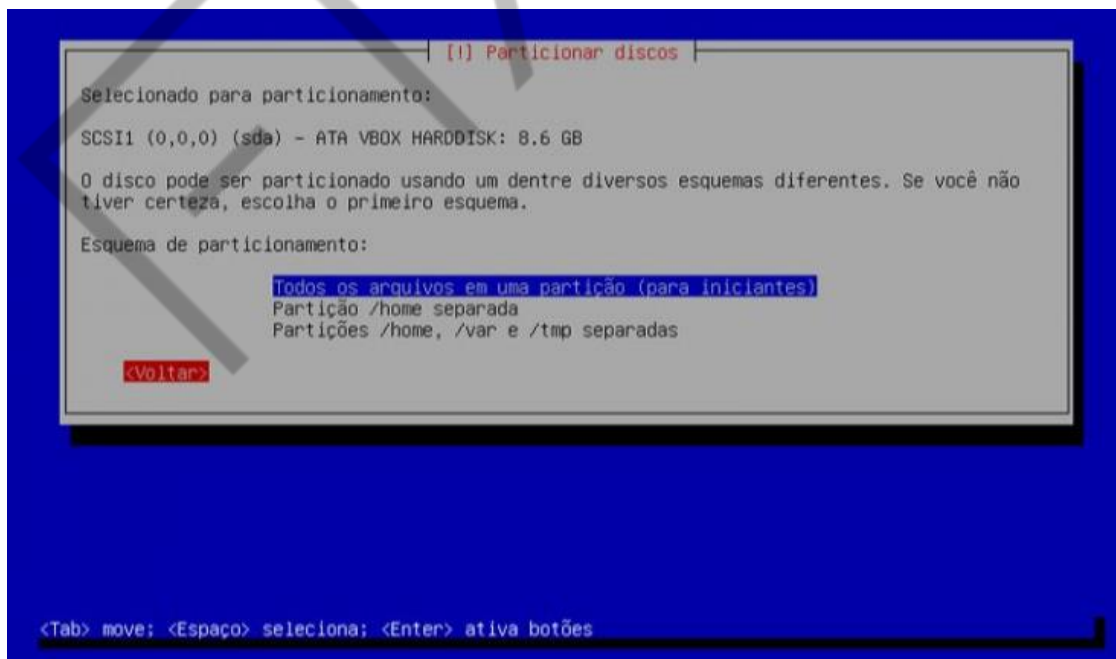 [!] Particionar discos
Selecionado para particionamento:
SCSI1 (0,0,0) (sda) - ATA VBOX HARDDISK: 8.6 GB
O disco pode ser particionado usando um dentre diversos esquemas diferentes. Se você não
tiver certeza, escolha o primeiro esquema.
Esquema de particionamento:
Todos os arquivos em uma partição (para iniciantes)
Partição /home separada
Partições /home, /var e /tmp separadas
<Voltar>
<Tab> move; <Espaço> seleciona; <Enter> ativa botões